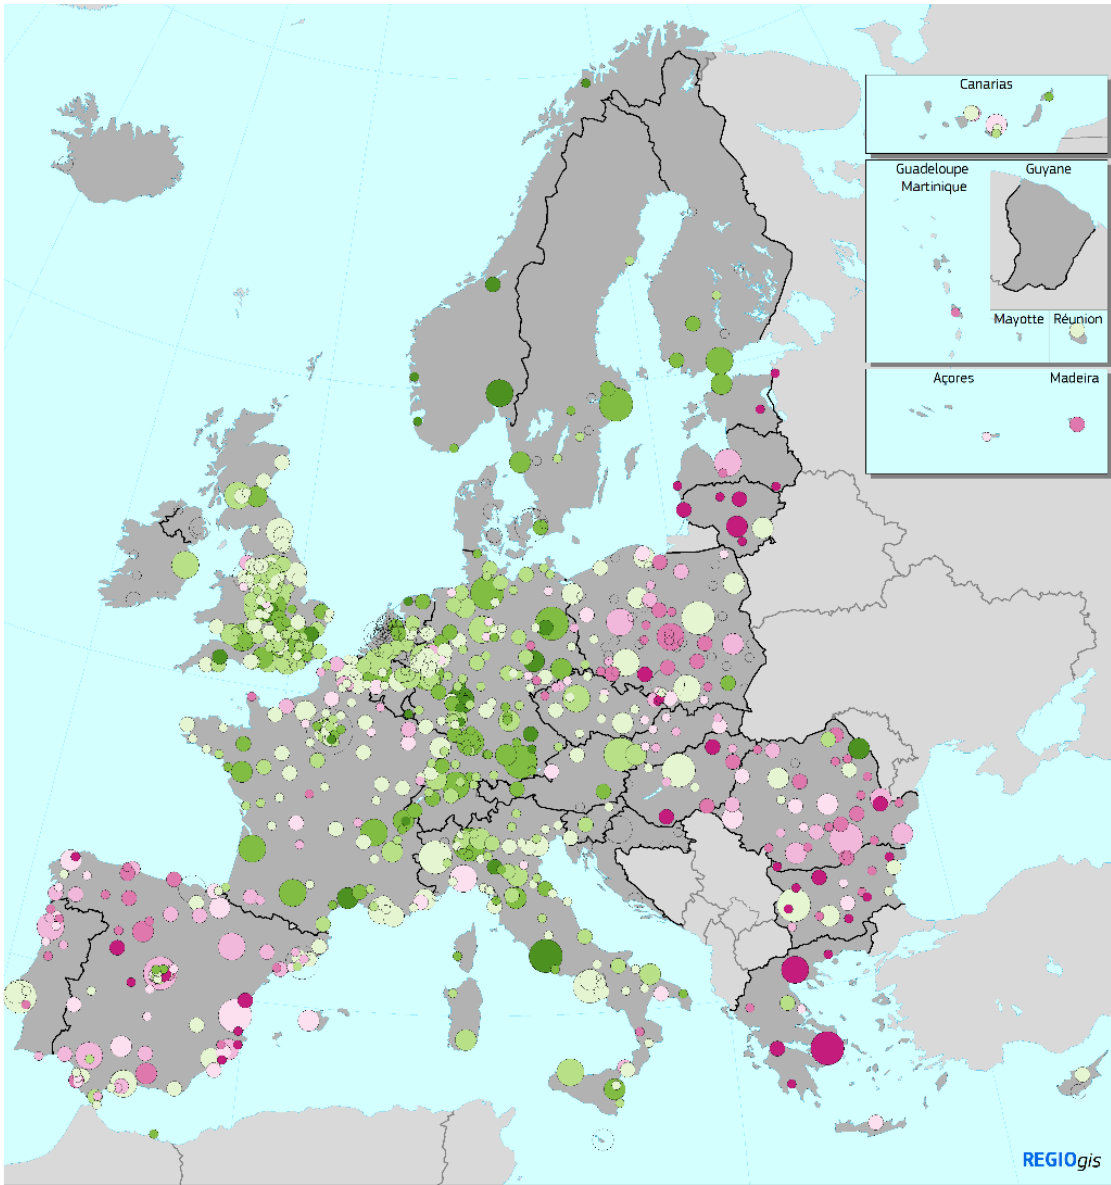 Canarias
Guadeloupe
Martinique
Guyane
Mayotte
Réunion
Açores
Madeira
REGIOgis